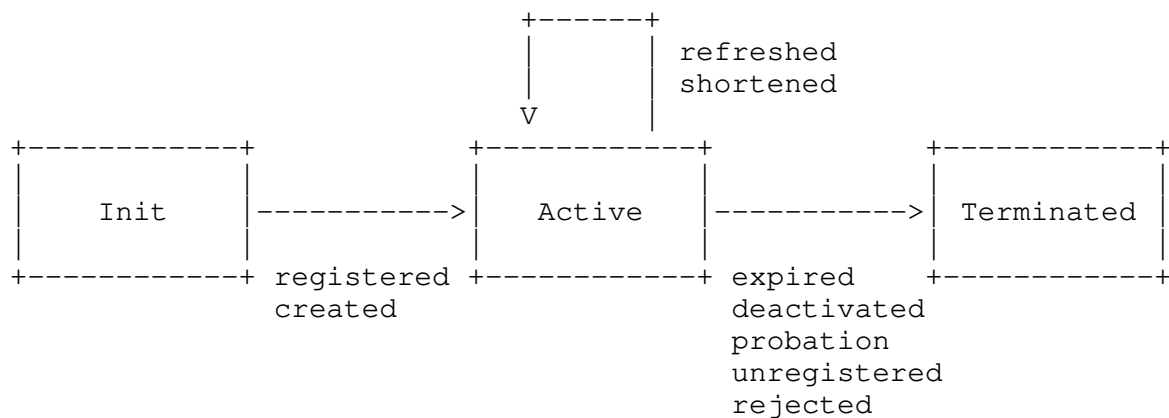 refreshed
shortened
Init Active Terminated
registered expired
created deactivated
probation
unregistered
rejected